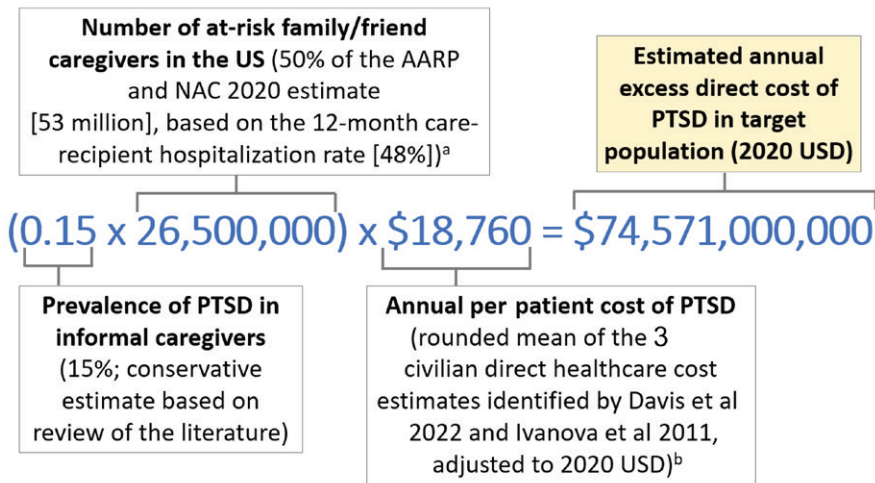 Number of at-risk family/friend
caregivers in the US (50% of the AARP
and NAC 2020 estimate
[53 million], based on the 12-month care-
recipient hospitalization rate [48%])ᵃ
Estimated annual
excess direct cost of
PTSD in target
population (2020 USD)
(0.15 x 26,500,000) x $18,760 = $74,571,000,000
Prevalence of PTSD in
informal caregivers
(15%; conservative
estimate based on
review of the literature)
Annual per patient cost of PTSD
(rounded mean of the 3
civilian direct healthcare cost
estimates identified by Davis et al
2022 and Ivanova et al 2011,
adjusted to 2020 USD)ᵇ